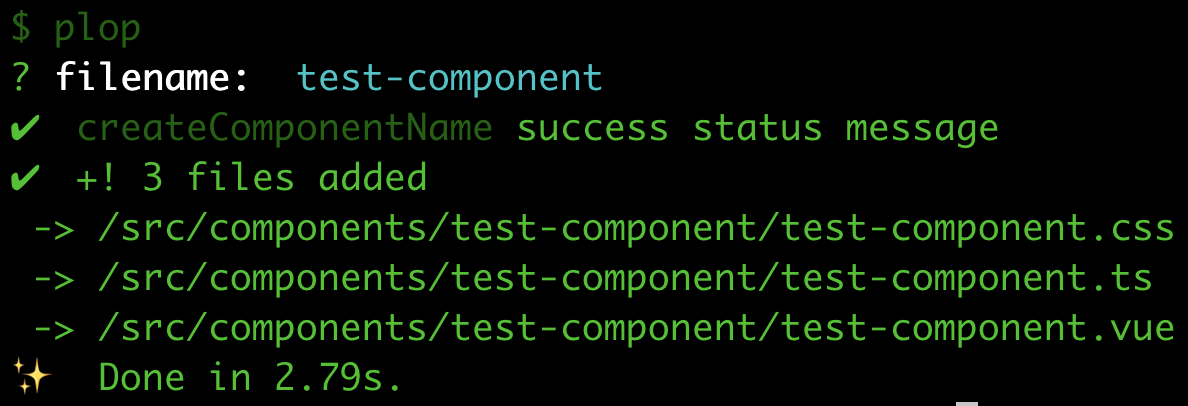 $ plop
? filename:  test-component
✔  createComponentName success status message
✔  +! 3 files added
 -> /src/components/test-component/test-component.css
 -> /src/components/test-component/test-component.ts
 -> /src/components/test-component/test-component.vue
✨  Done in 2.79s.